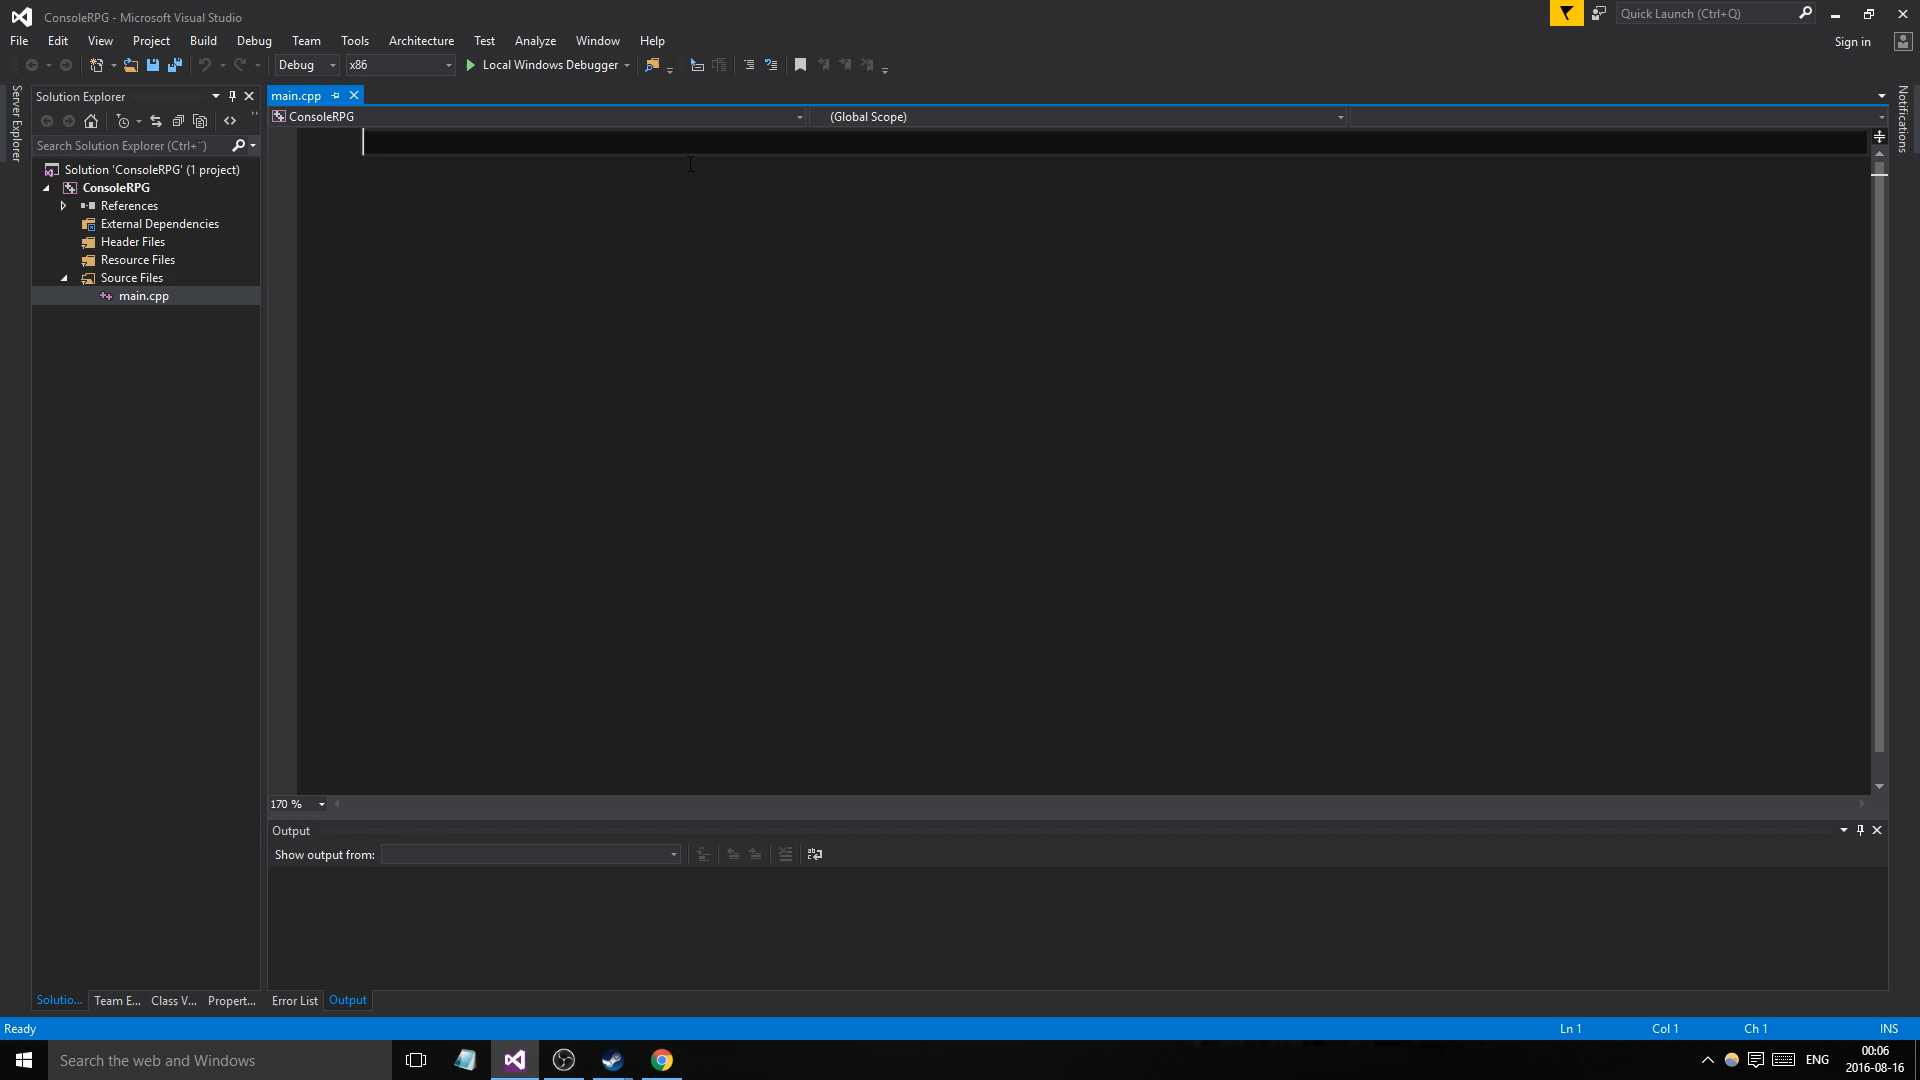 ConsoleRPG - Microsoft Visual Studio
Quick Launch (Ctrl+Q)
File Edit View Project Build Debug Team Tools Architecture Test Analyze Window Help
Sign in
Debug x86 Local Windows Debugger
Server Explorer
Solution Explorer
main.cpp
Notifications
ConsoleRPG
(Global Scope)
Search Solution Explorer (Ctrl+¨)
Solution 'ConsoleRPG' (1 project)
ConsoleRPG
References
External Dependencies
Header Files
Resource Files
Source Files
main.cpp
170 %
Output
Show output from:
Solutio... Team E... Class V... Propert... Error List Output
Ready
Ln 1 Col 1 Ch 1 INS
Search the web and Windows
ENG
00:06
2016-08-16